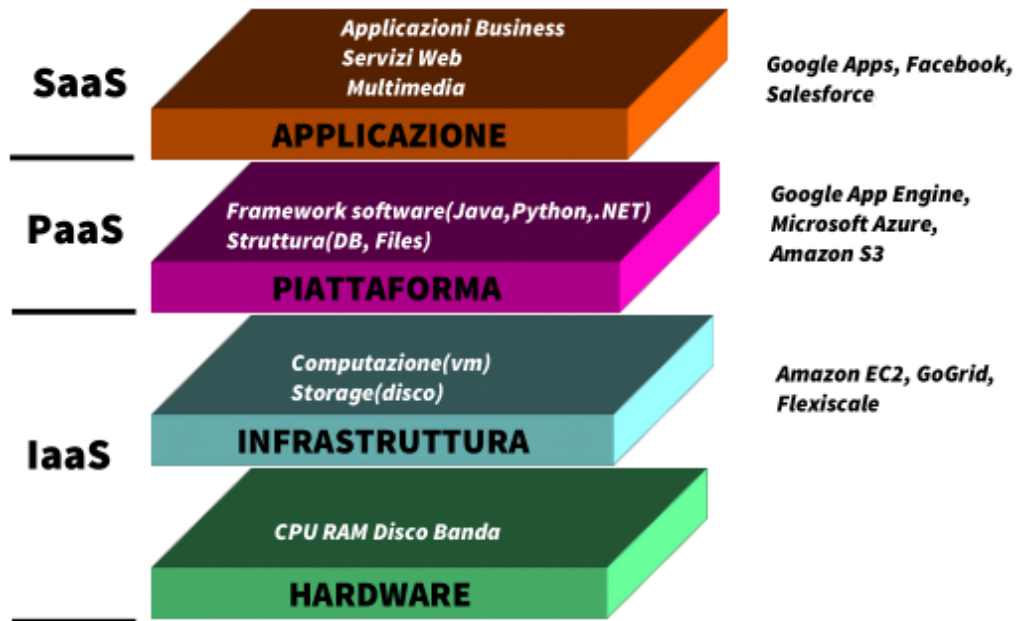 SaaS
Applicazioni Business
Servizi Web
Multimedia
APPLICAZIONE
Google Apps, Facebook,
Salesforce
PaaS
Framework software(Java,Python,.NET)
Struttura(DB, Files)
PIATTAFORMA
Google App Engine,
Microsoft Azure,
Amazon S3
IaaS
Computazione(vm)
Storage(disco)
INFRASTRUTTURA
Amazon EC2, GoGrid,
Flexiscale
CPU RAM Disco Banda
HARDWARE